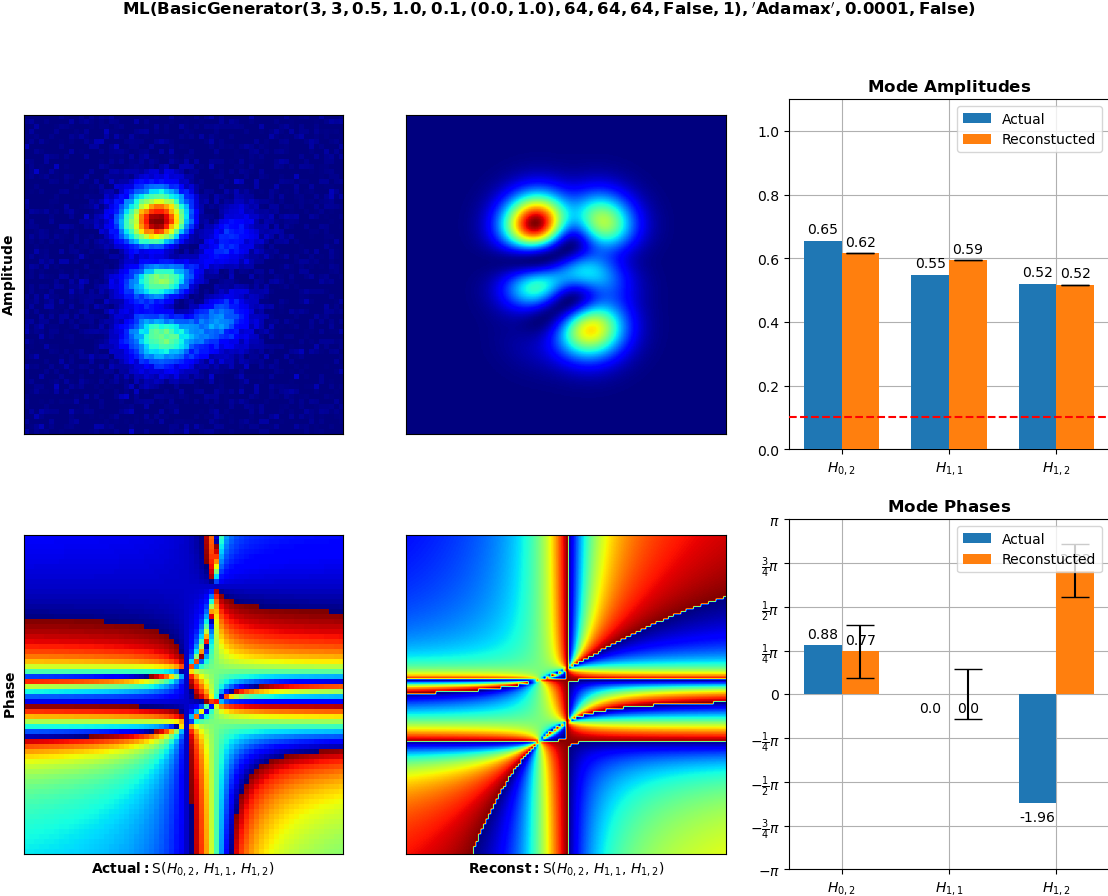 ML(BasicGenerator(3, 3, 0.5, 1.0, 0.1, (0.0, 1.0), 64, 64, 64, False, 1), 'Adamax', 0.0001, False)
Amplitude
Mode Amplitudes
Actual
Reconstucted
1.0
0.8
0.6
0.4
0.2
0.0
0.65
0.62
0.55
0.59
0.52
0.52
H0,2
H1,1
H1,2
Phase
Actual: S(H0,2, H1,1, H1,2)
Reconst: S(H0,2, H1,1, H1,2)
Mode Phases
Actual
Reconstucted
π
3/4π
1/2π
1/4π
0
−1/4π
−1/2π
−3/4π
−π
0.88
0.77
0.0
0.0
-1.96
H0,2
H1,1
H1,2